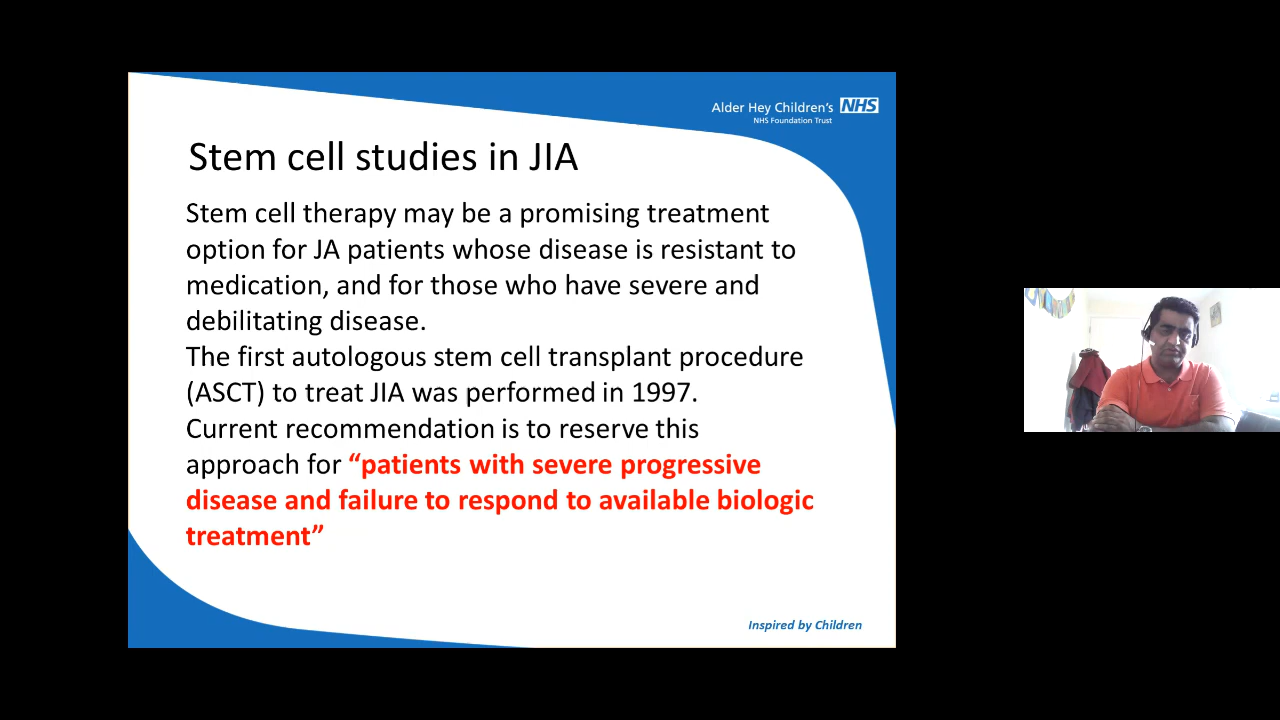 Alder Hey Children's NHS
NHS Foundation Trust
Stem cell studies in JIA
Stem cell therapy may be a promising treatment
option for JA patients whose disease is resistant to
medication, and for those who have severe and
debilitating disease.
The first autologous stem cell transplant procedure
(ASCT) to treat JIA was performed in 1997.
Current recommendation is to reserve this
approach for “patients with severe progressive
disease and failure to respond to available biologic
treatment”
Inspired by Children